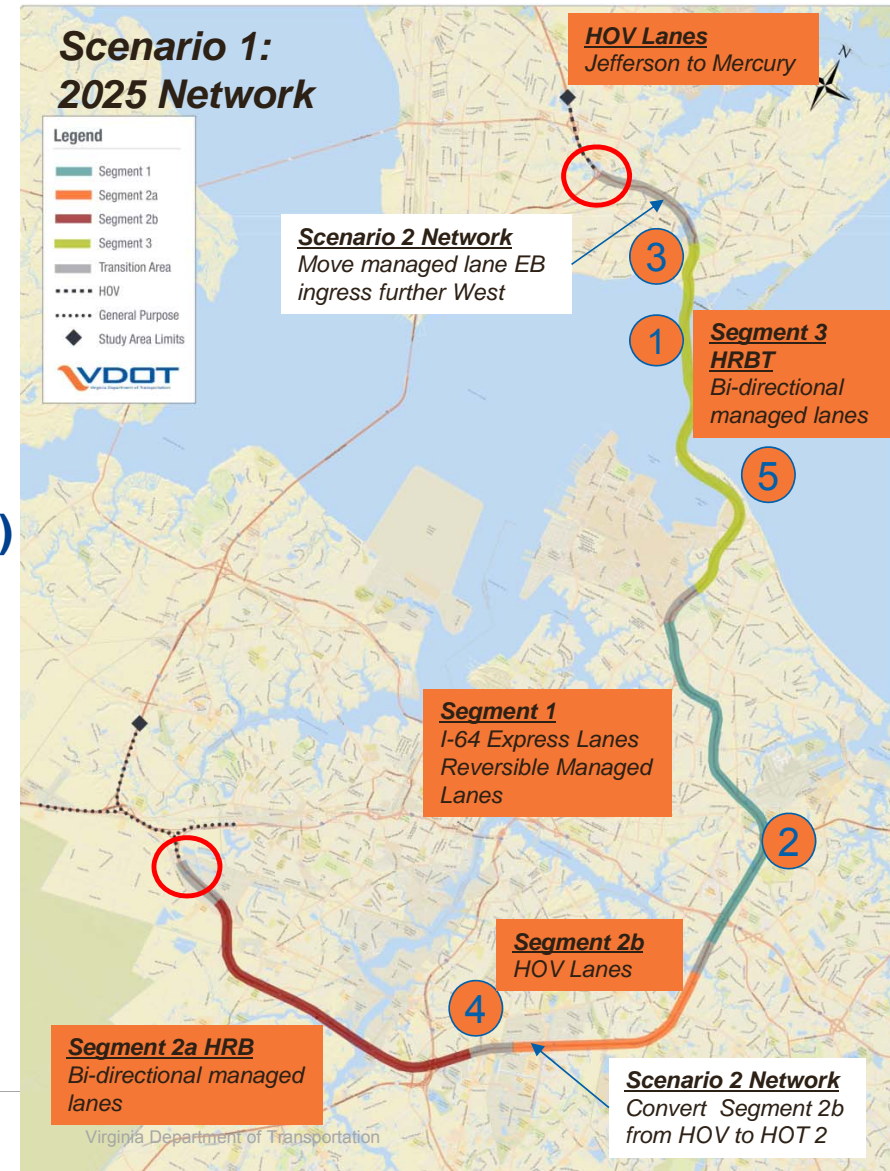 Scenario 1:
2025 Network
HOV Lanes
Jefferson to Mercury
N
Legend
Segment 1
Segment 2a
Segment 2b
Segment 3
Transition Area
HOV
General Purpose
Study Area Limits
VDOT
Virginia Department of Transportation
Scenario 2 Network
Move managed lane EB
ingress further West
3
1
Segment 3
HRBT
Bi-directional
managed lanes
5
)
Segment 1
I-64 Express Lanes
Reversible Managed
Lanes
2
Segment 2b
HOV Lanes
4
Segment 2a HRB
Bi-directional managed
lanes
Scenario 2 Network
Convert Segment 2b
from HOV to HOT 2
Virginia Department of Transportation